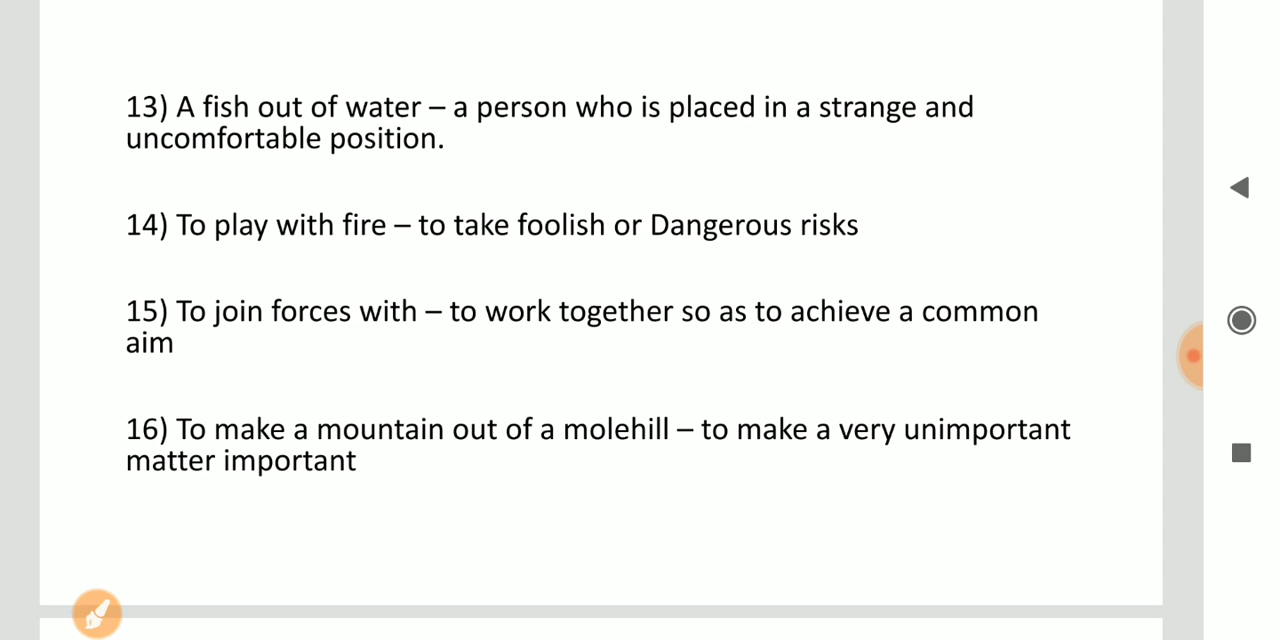 13) A fish out of water – a person who is placed in a strange and
uncomfortable position.
14) To play with fire – to take foolish or Dangerous risks
15) To join forces with – to work together so as to achieve a common
aim
16) To make a mountain out of a molehill – to make a very unimportant
matter important